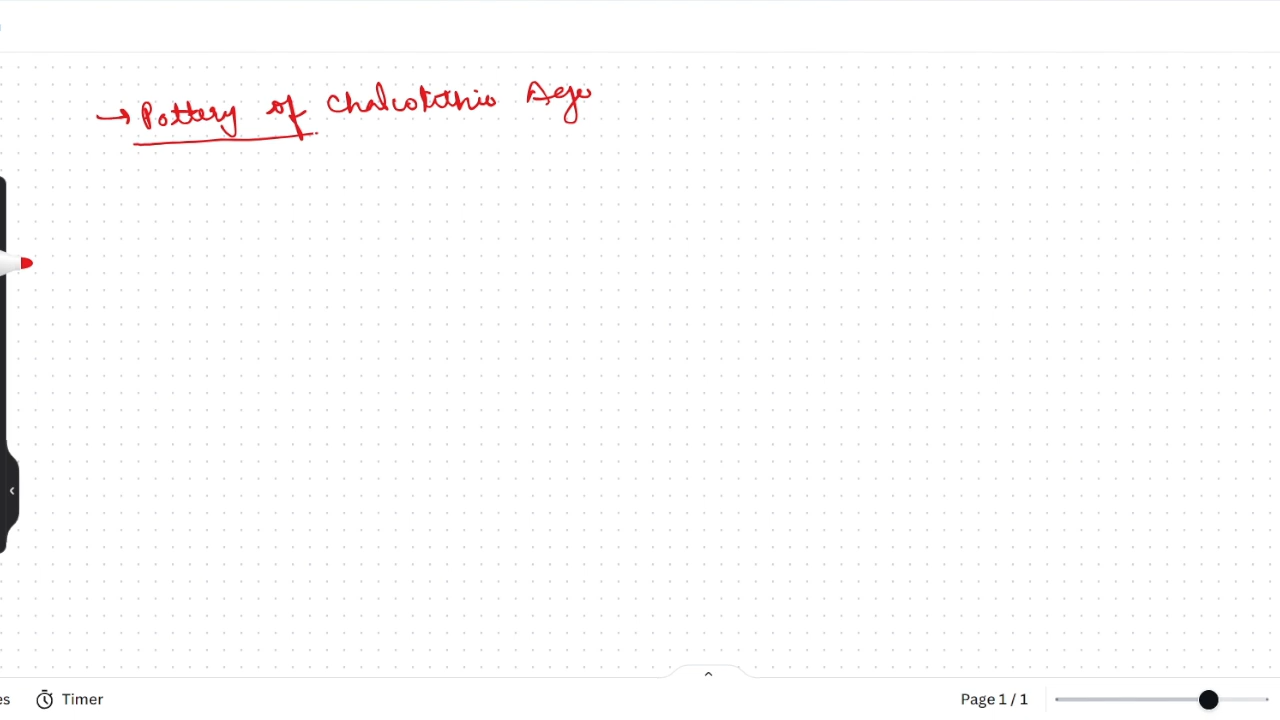 → Pottery of Chalcolithic Age
Timer
Page 1 / 1